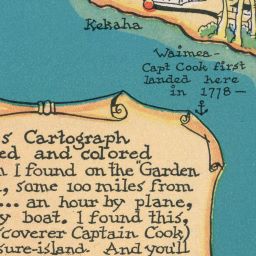 Kekaha
Waimea -
Capt Cook first
landed here
in 1778 —
s Cartograph
ed and colored
I found on the Garden
, some 100 miles from
... an hour by plane,
y boat. I found this,
coverer Captain Cook)
sure-island. And you'll